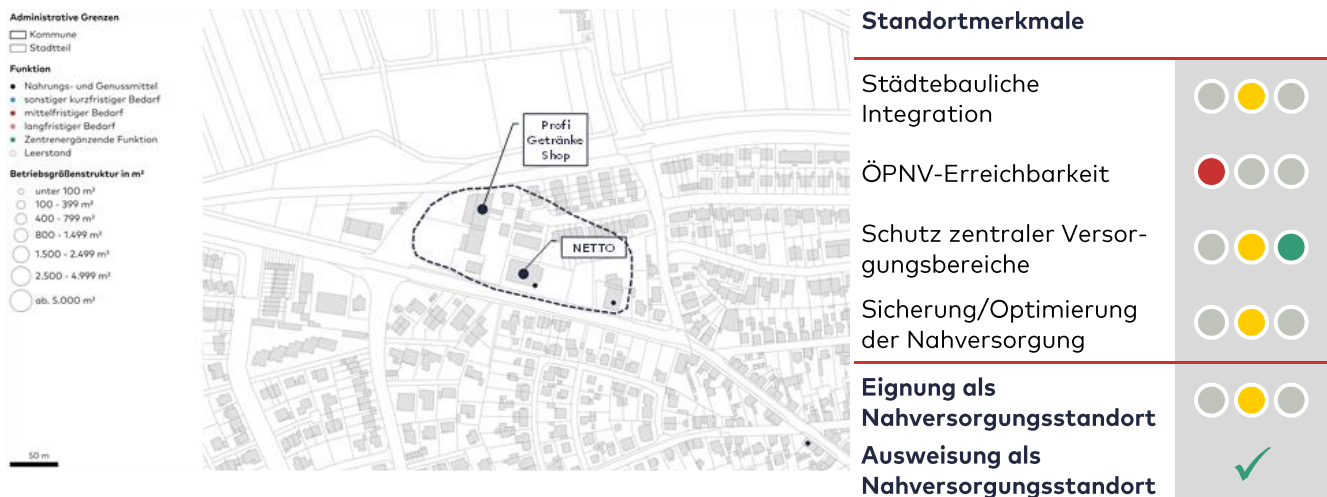 Administrative Grenzen
Kommune
Stadtteil
Funktion
Nahrungs- und Genussmittel
sonstiger kurzfristiger Bedarf
mittelfristiger Bedarf
langfristiger Bedarf
Zentrenergänzende Funktion
Leerstand
Betriebsgrößenstruktur in m²
unter 100 m²
100 - 399 m²
400 - 799 m²
800 - 1.499 m²
1.500 - 2.499 m²
2.500 - 4.999 m²
ab. 5.000 m²
50 m
Profi
Getränke
Shop
NETTO
Standortmerkmale
Städtebauliche
Integration
ÖPNV-Erreichbarkeit
Schutz zentraler Versor-
gungsbereiche
Sicherung/Optimierung
der Nahversorgung
Eignung als
Nahversorgungsstandort
Ausweisung als
Nahversorgungsstandort